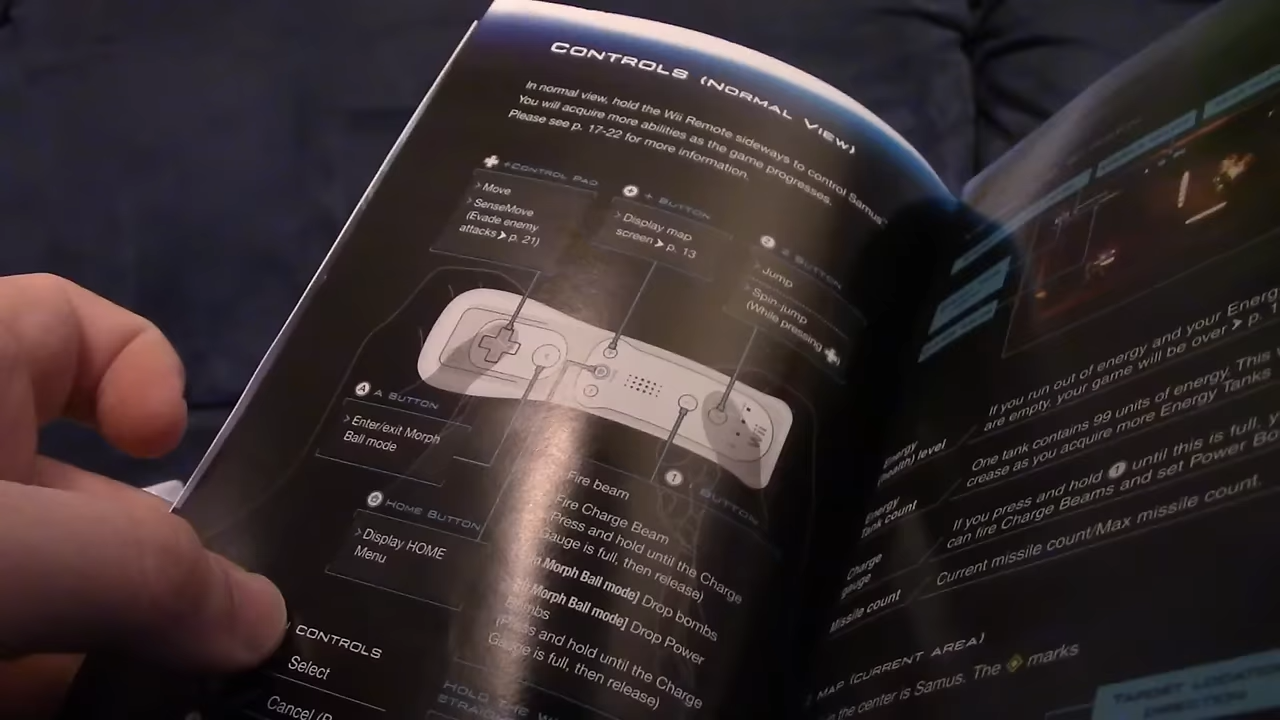 CONTROLS (NORMAL VIEW)
In normal view, hold the Wii Remote sideways to control Samus
You will acquire more abilities as the game progresses.
Please see p. 17-22 for more information.
+CONTROL PAD
> Move
> SenseMove
(Evade enemy
attacks > p. 21)
+ BUTTON
> Display map
screen > p. 13
2 BUTTON
> Jump
> Spin-jump
(While pressing
A BUTTON
> Enter/exit Morph
Ball mode
HOME BUTTON
> Display HOME
Menu
1 BUTTON
Fire beam
Fire Charge Beam
Press and hold until the Charge
Gauge is full, then release)
Morph Ball mode] Drop bombs
Morph Ball mode] Drop Power
Bombs
(Press and hold until the Charge
Gauge is full, then release)
CONTROLS
Select
Cancel
HOLD THE
If you run out of energy and your
are empty, your game will be over > p.
Energy
level
One tank contains 99 units of energy. This
crease as you acquire more Energy Tanks
Energy
tank count
If you press and hold 1 until this is full,
can fire Charge Beams and set Power
Charge
gauge
Missile count
Current missile count/Max missile count.
MAP (CURRENT AREA)
the center is Samus. The marks
TARGET LOCATION
DIRECTION